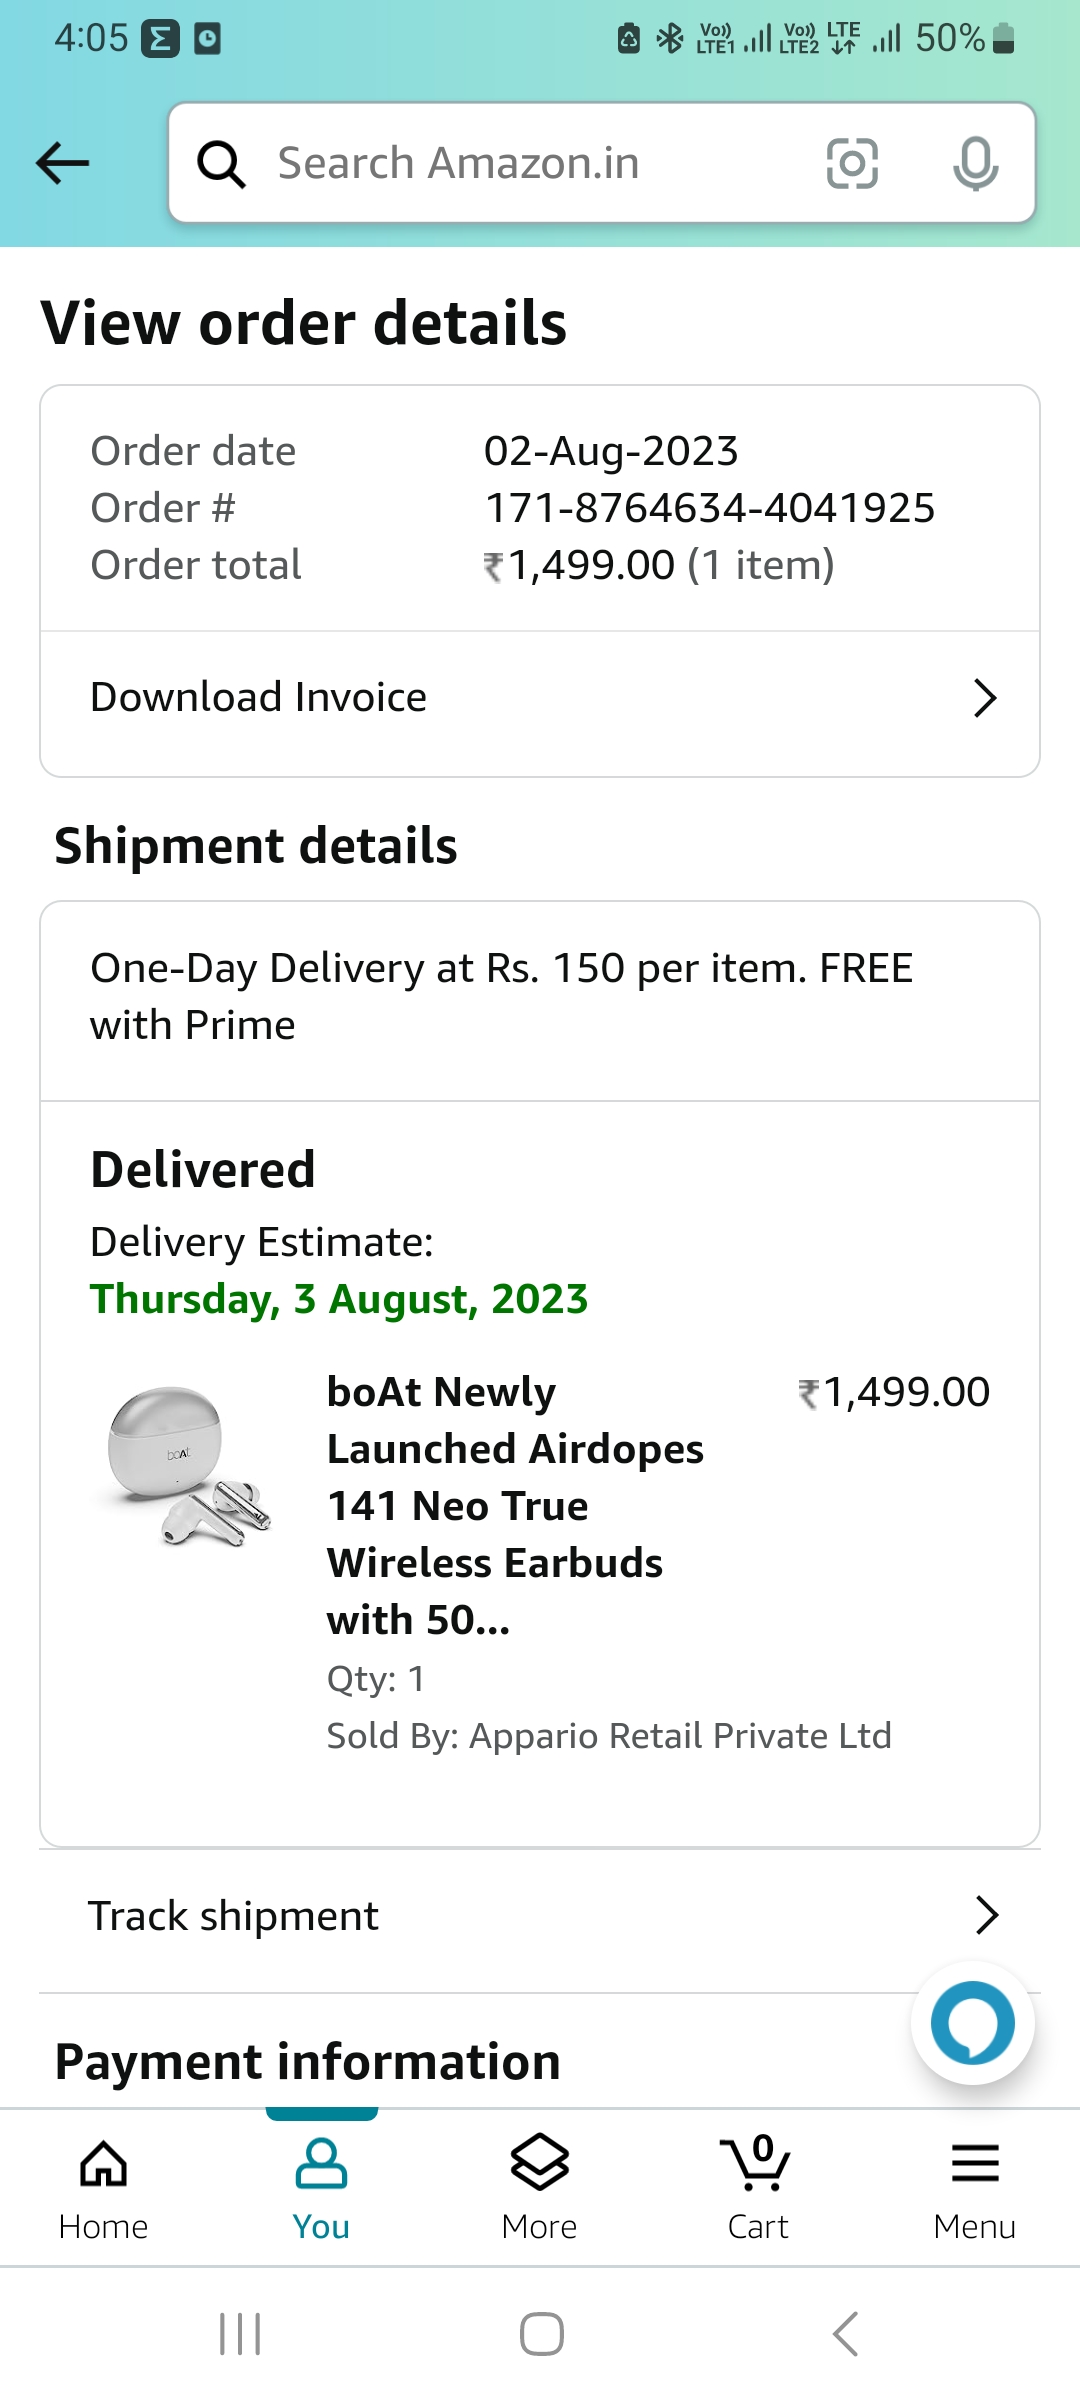 4:05 Vo)) LTE1 Vo)) LTE2 LTE 50%
Search Amazon.in
View order details
Order date 02-Aug-2023
Order # 171-8764634-4041925
Order total ₹1,499.00 (1 item)
Download Invoice
Shipment details
One-Day Delivery at Rs. 150 per item. FREE
with Prime
Delivered
Delivery Estimate:
Thursday, 3 August, 2023
boAt
boAt Newly ₹1,499.00
Launched Airdopes
141 Neo True
Wireless Earbuds
with 50...
Qty: 1
Sold By: Appario Retail Private Ltd
Track shipment
Payment information
0
Home You More Cart Menu